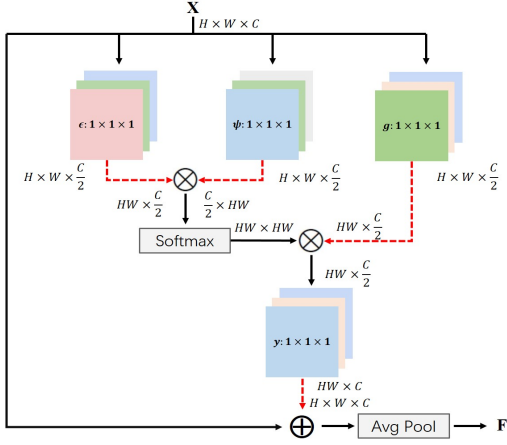 X
H × W × C
ϵ: 1 × 1 × 1
ψ: 1 × 1 × 1
g: 1 × 1 × 1
H × W × C/2
H × W × C/2
H × W × C/2
HW × C/2
C/2 × HW
HW × HW
HW × C/2
Softmax
HW × C/2
y: 1 × 1 × 1
HW × C
H × W × C
Avg Pool
F